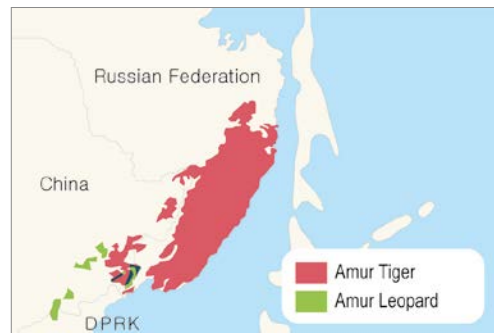 Russian Federation
China
DPRK
Amur Tiger
Amur Leopard